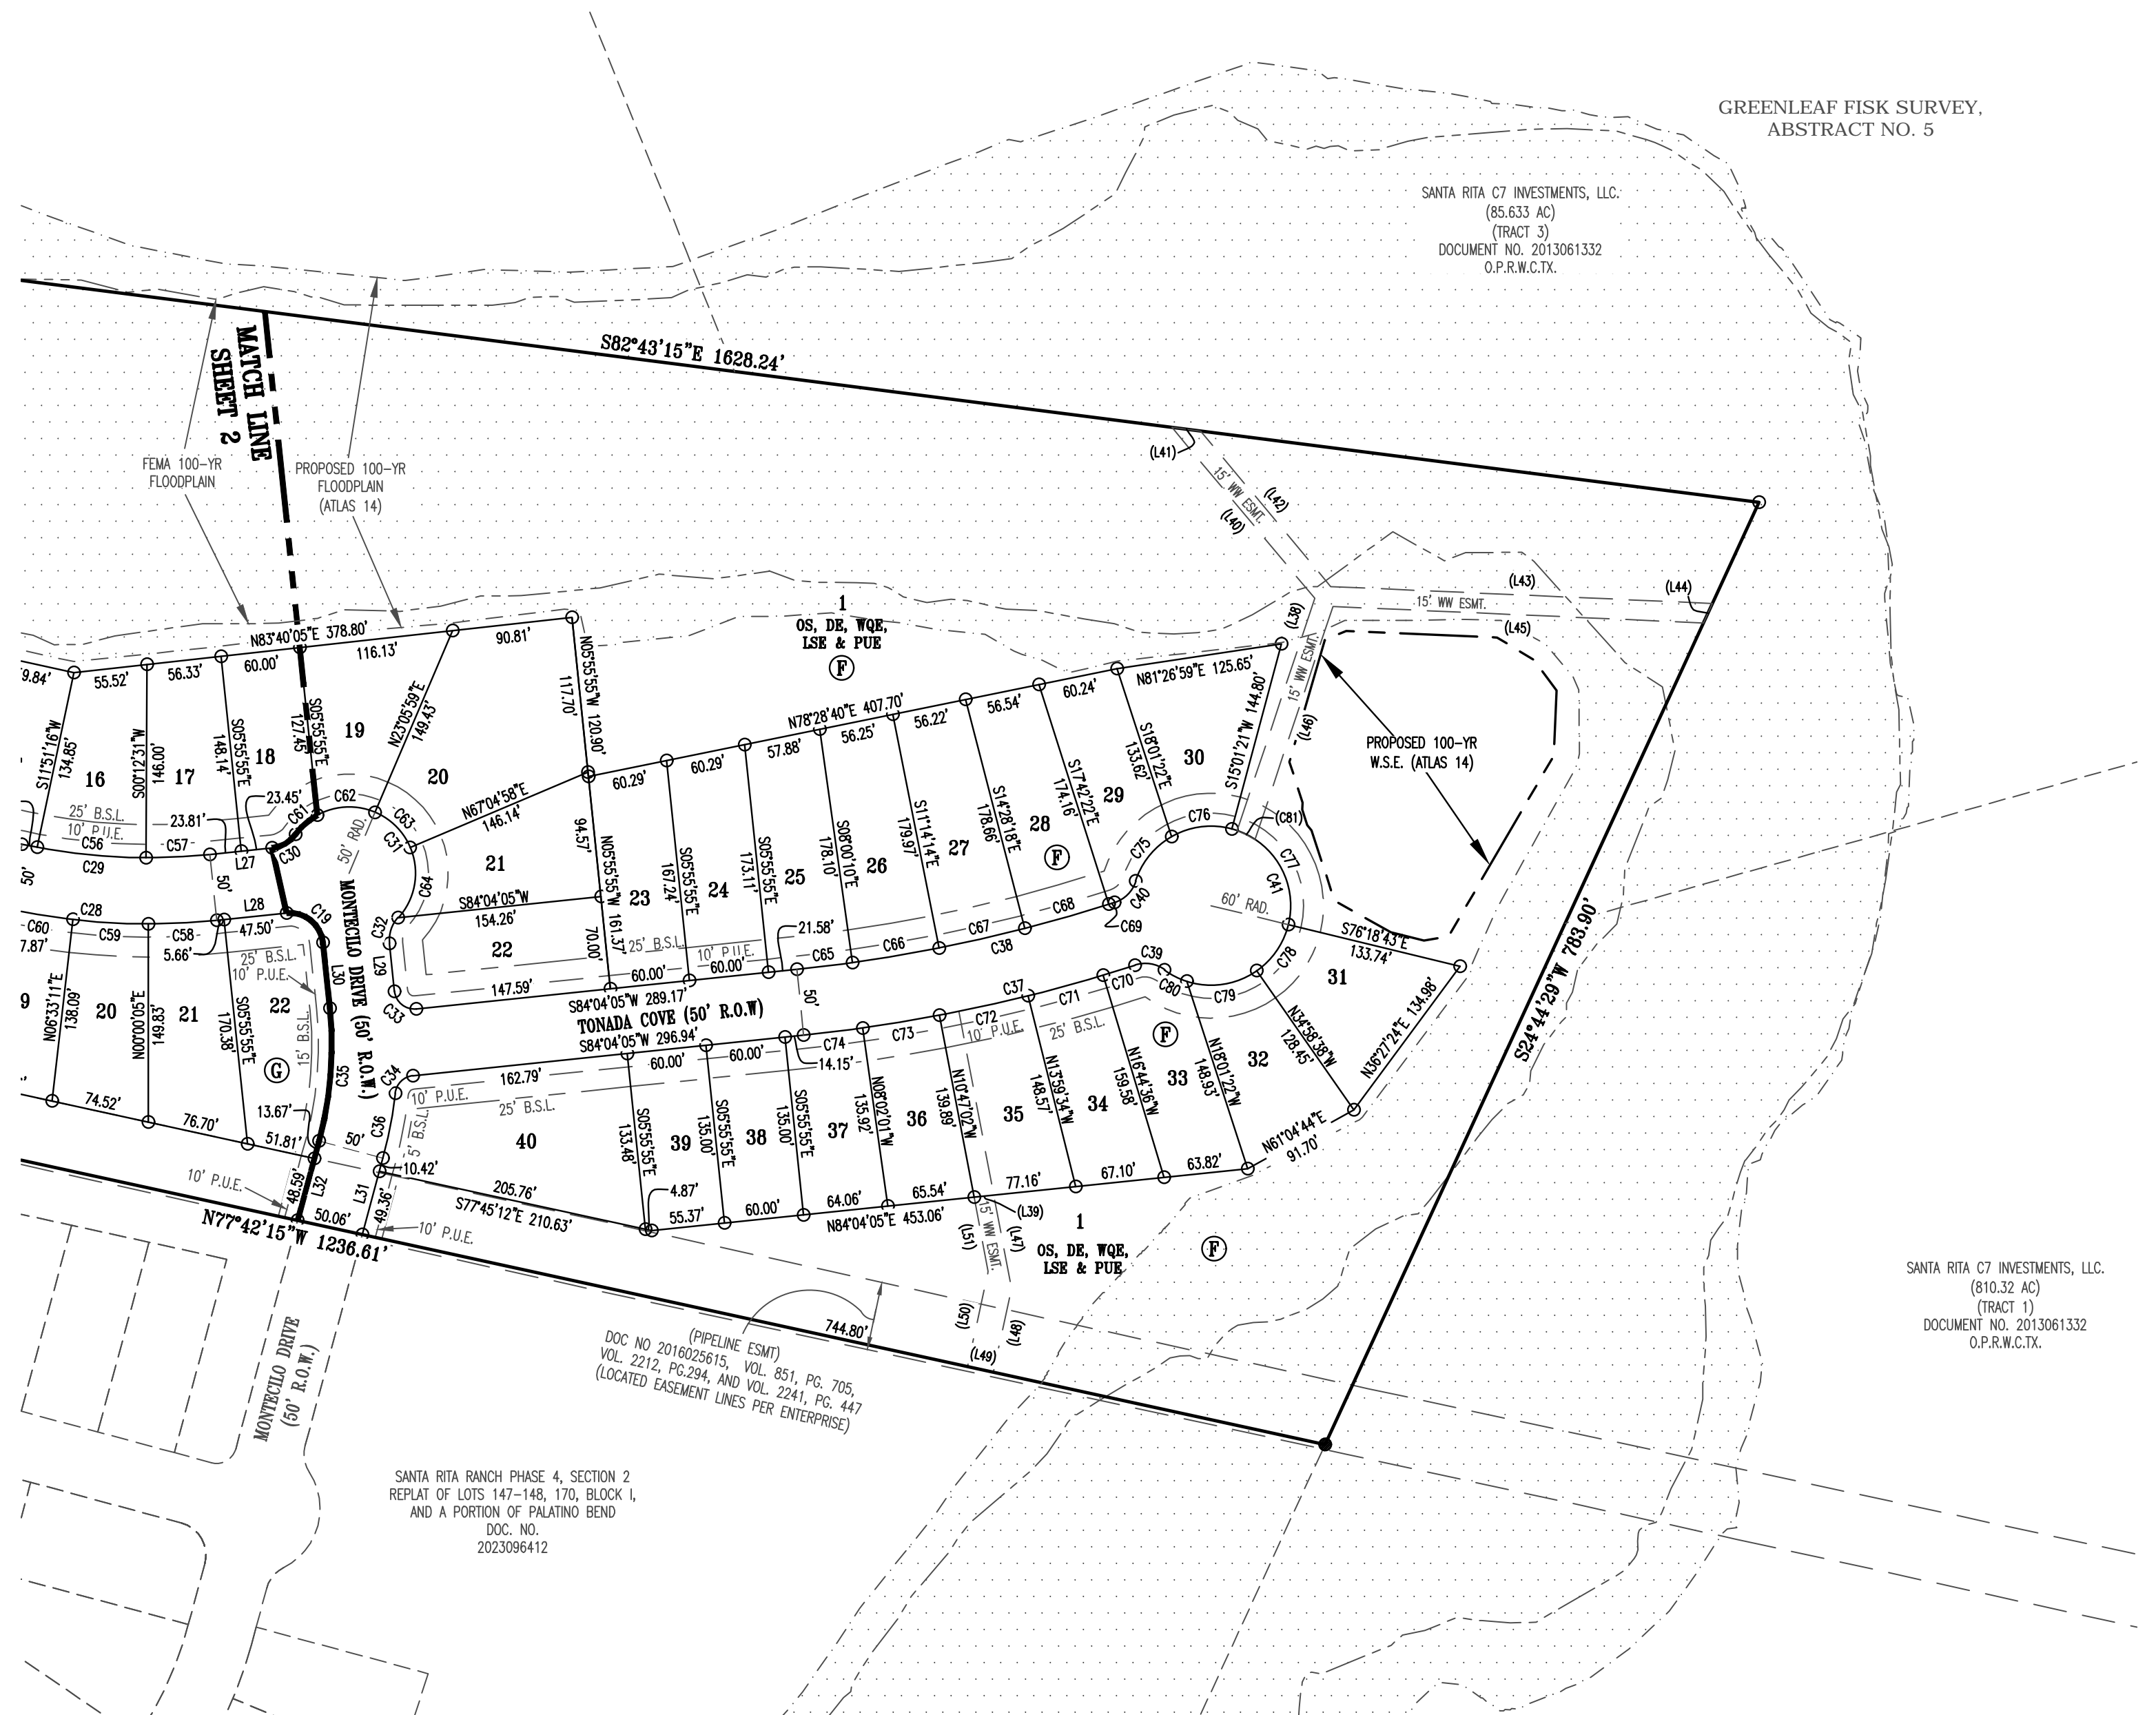 GREENLEAF FISK SURVEY,
ABSTRACT NO. 5
SANTA RITA C7 INVESTMENTS, LLC.
(85.633 AC)
(TRACT 3)
DOCUMENT NO. 2013061332
O.P.R.W.C.TX.
S82°43'15"E 1628.24'
MATCH LINE
SHEET 2
FEMA 100-YR
FLOODPLAIN
PROPOSED 100-YR
FLOODPLAIN
(ATLAS 14)
(L41)
15' WW ESMT.
(L42)
(L40)
(L43)
(L44)
15' WW ESMT.
(L45)
(L38)
15' WW ESMT.
(L46)
PROPOSED 100-YR
W.S.E. (ATLAS 14)
1
OS, DE, WQE,
LSE & PUE
F
N83°40'05"E 378.80'
9.84'
55.52'
56.33'
60.00'
116.13'
90.81'
S11°51'16"W
134.85'
16
S00°12'31"W
146.00'
17
S05°55'55"E
148.14'
18
S05°55'55"E
127.45'
19
N23°05'59"E
149.43'
20
N05°55'55"W 120.90'
117.70'
N67°04'58"E
146.14'
25' B.S.L.
10' P.U.E.
23.45'
23.81'
C56
C57
C29
L27
C61
C30
C62
C63
C31
C64
50' RAD.
21
94.57'
N05°55'55"W 161.37'
70.00'
S84°04'05"W
154.26'
22
C32
L29
C33
147.59'
50'
50'
C28
C60
C59
C58
L28
47.50'
C19
7.87'
5.66'
25' B.S.L.
10' P.U.E.
9
N06°33'11"E
138.09'
20
N00°00'05"E
149.83'
21
S05°55'55"E
170.38'
22
G
L30
15' B.S.L.
C35
MONTECILO DRIVE (50' R.O.W.)
74.52'
76.70'
51.81'
13.67'
50'
C36
C34
5' B.S.L.
10.42'
10' P.U.E.
48.59'
L32
L31
49.36'
50.06'
10' P.U.E.
N77°42'15"W 1236.61'
N78°28'40"E 407.70'
60.29'
60.29'
57.88'
56.25'
56.22'
56.54'
60.24'
N81°26'59"E 125.65'
23
S05°55'55"E
167.24'
24
S05°55'55"E
173.11'
25
S08°00'10"E
178.10'
26
S11°14'14"E
179.97'
27
S14°28'18"E
178.66'
28
F
S17°42'22"E
174.16'
29
S18°01'22"E
133.62'
30
S15°01'21"W 144.80'
25' B.S.L.
10' P.U.E.
21.58'
60.00'
60.00'
C65
C66
C67
C68
C38
C69
C40
C75
C76
(C81)
C77
C41
60' RAD.
S76°18'43"E
133.74'
31
C78
S84°04'05"W 289.17'
TONADA COVE (50' R.O.W)
S84°04'05"W 296.94'
50'
C39
C70
C80
C79
C37
C71
C72
C73
C74
14.15'
60.00'
60.00'
162.79'
10' P.U.E.
25' B.S.L.
10' P.U.E.
25' B.S.L.
40
S05°55'55"E
133.48'
39
S05°55'55"E
135.00'
38
S05°55'55"E
135.00'
37
N08°02'01"W
135.92'
36
N10°47'02"W
139.89'
35
N13°59'34"W
148.57'
34
N16°44'36"W
159.58'
33
F
N18°01'22"W
148.93'
32
N34°58'38"W
128.45'
N36°27'24"E 134.98'
N61°04'44"E
91.70'
S24°44'29"W 783.90'
205.76'
S77°45'12"E 210.63'
4.87'
55.37'
60.00'
64.06'
65.54'
77.16'
67.10'
63.82'
N84°04'05"E 453.06'
(L39)
(L51)
15' WW ESMT.
(L47)
1
OS, DE, WQE,
LSE & PUE
F
(L50)
(L48)
(L49)
744.80'
(PIPELINE ESMT)
DOC NO 2016025615, VOL. 851, PG. 705,
VOL. 2212, PG.294, AND VOL. 2241, PG. 447
(LOCATED EASEMENT LINES PER ENTERPRISE)
MONTECILO DRIVE
(50' R.O.W.)
SANTA RITA C7 INVESTMENTS, LLC.
(810.32 AC)
(TRACT 1)
DOCUMENT NO. 2013061332
O.P.R.W.C.TX.
SANTA RITA RANCH PHASE 4, SECTION 2
REPLAT OF LOTS 147-148, 170, BLOCK I,
AND A PORTION OF PALATINO BEND
DOC. NO.
2023096412